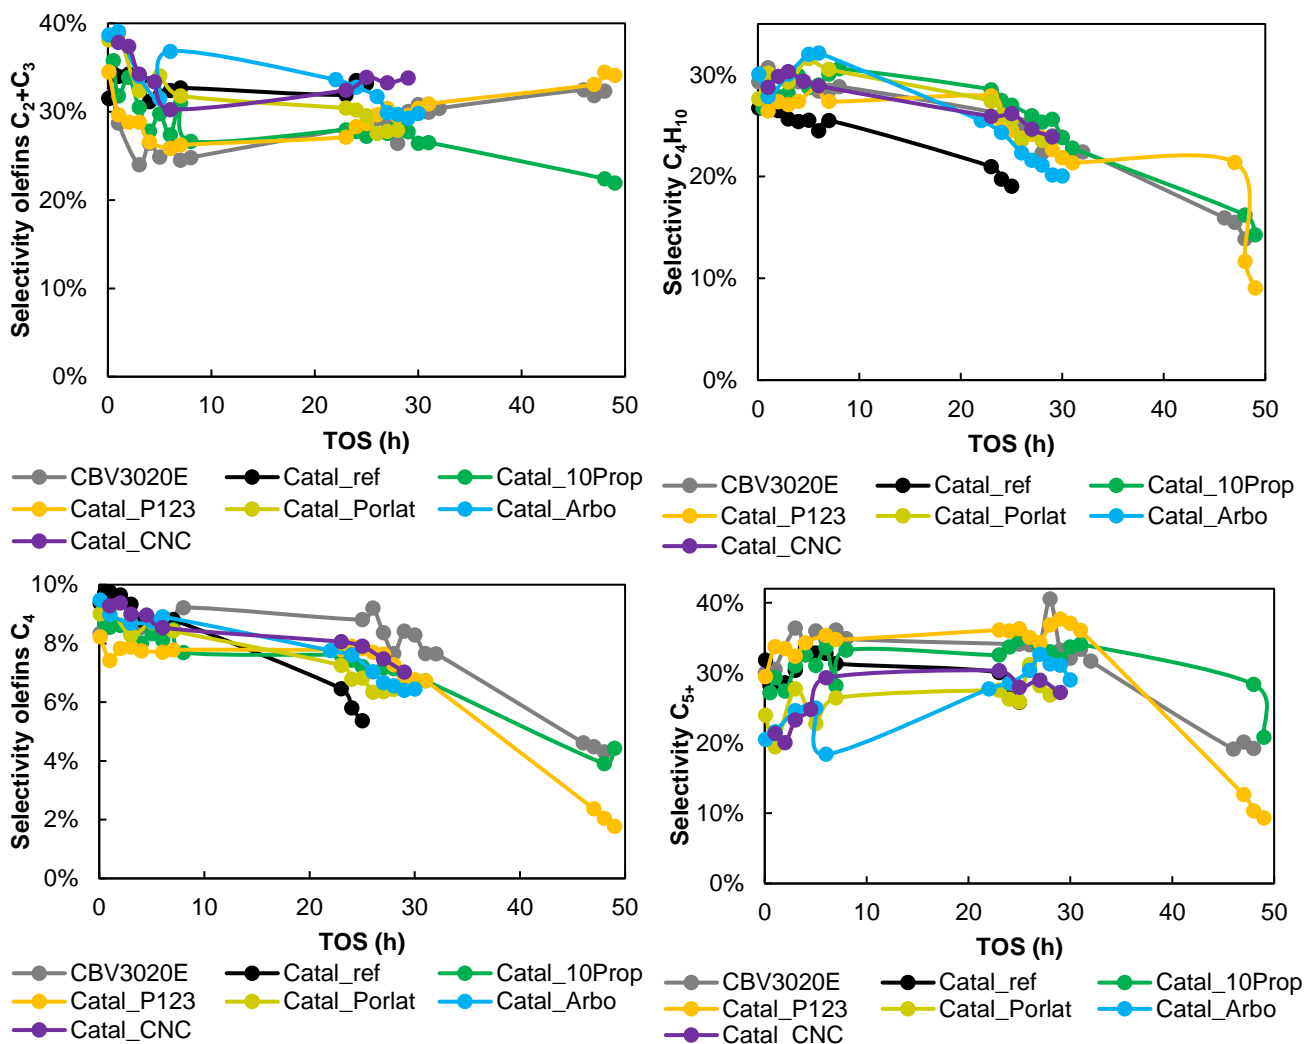 Selectivity olefins C₂+C₃
40%
30%
20%
10%
0%
0 10 20 30 40 50
TOS (h)
CBV3020E Catal_ref Catal_10Prop
Catal_P123 Catal_Porlat Catal_Arbo
Catal_CNC
Selectivity C₄H₁₀
30%
20%
10%
0%
0 10 20 30 40 50
TOS (h)
CBV3020E Catal_ref Catal_10Prop
Catal_P123 Catal_Porlat Catal_Arbo
Catal_CNC
Selectivity olefins C₄
10%
8%
6%
4%
2%
0%
0 10 20 30 40 50
TOS (h)
CBV3020E Catal_ref Catal_10Prop
Catal_P123 Catal_Porlat Catal_Arbo
Catal_CNC
Selectivity C₅₊
40%
30%
20%
10%
0%
0 10 20 30 40 50
TOS (h)
CBV3020E Catal_ref Catal_10Prop
Catal_P123 Catal_Porlat Catal_Arbo
Catal CNC